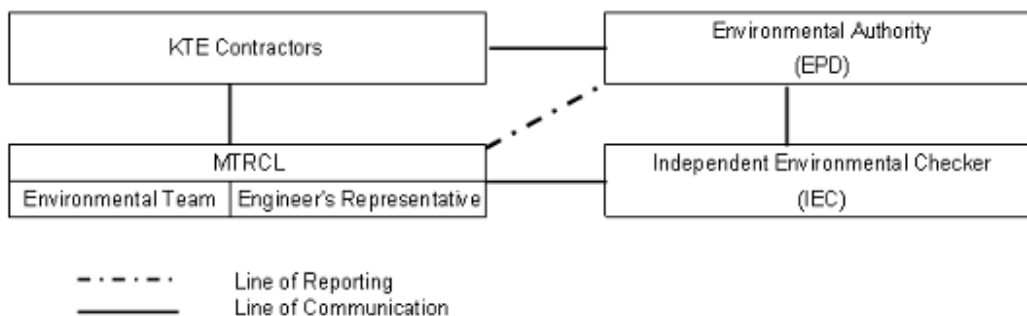 KTE Contractors
Environmental Authority
(EPD)
MTRCL
Environmental Team
Engineer's Representative
Independent Environmental Checker
(IEC)
Line of Reporting
Line of Communication